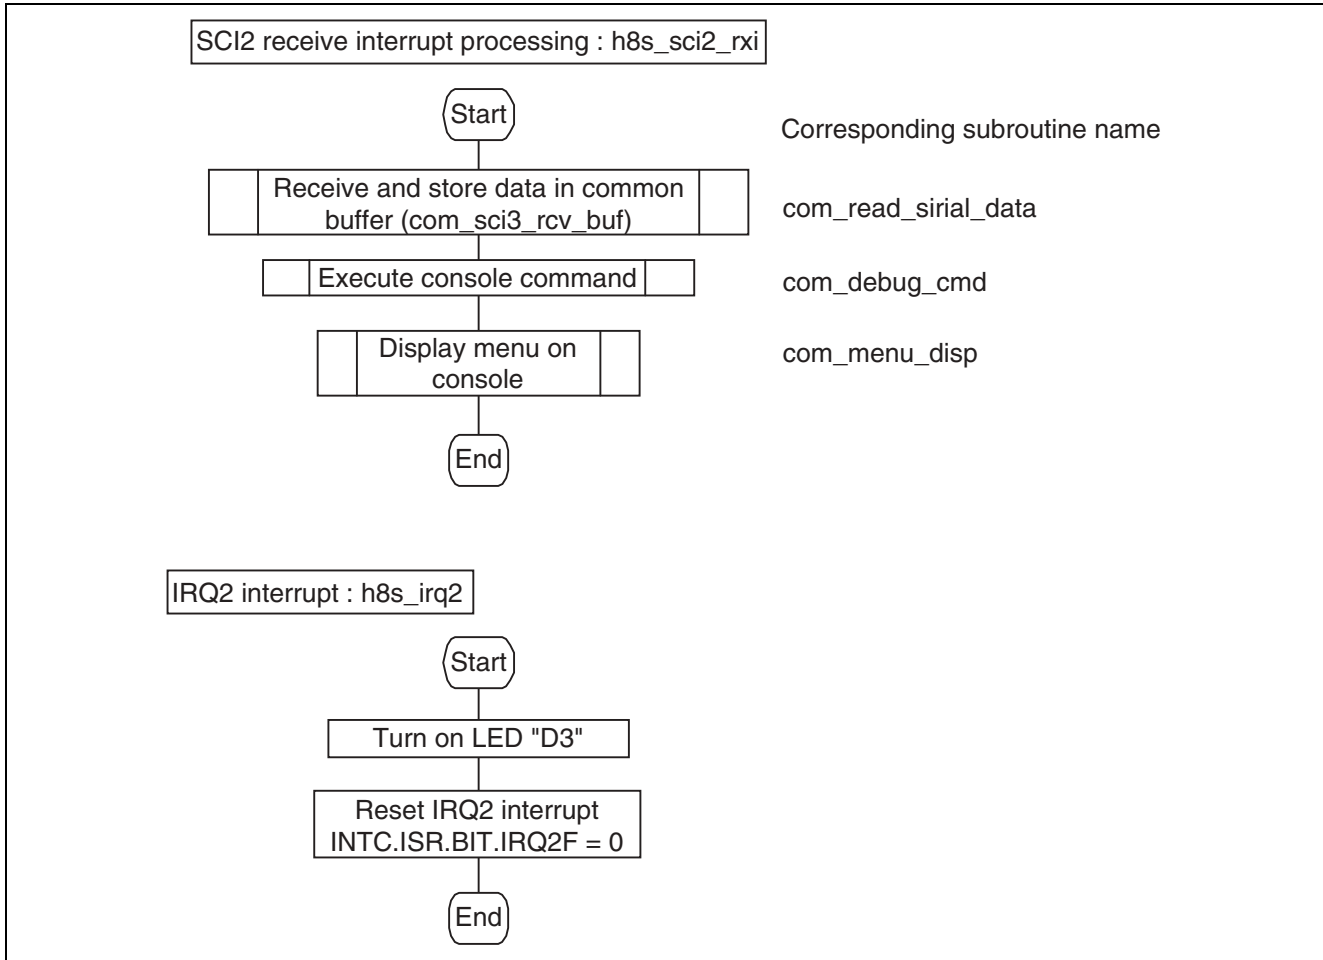 SCI2 receive interrupt processing : h8s_sci2_rxi
Start
Corresponding subroutine name
Receive and store data in common
buffer (com_sci3_rcv_buf)
com_read_sirial_data
Execute console command
com_debug_cmd
Display menu on
console
com_menu_disp
End
IRQ2 interrupt : h8s_irq2
Start
Turn on LED "D3"
Reset IRQ2 interrupt
INTC.ISR.BIT.IRQ2F = 0
End